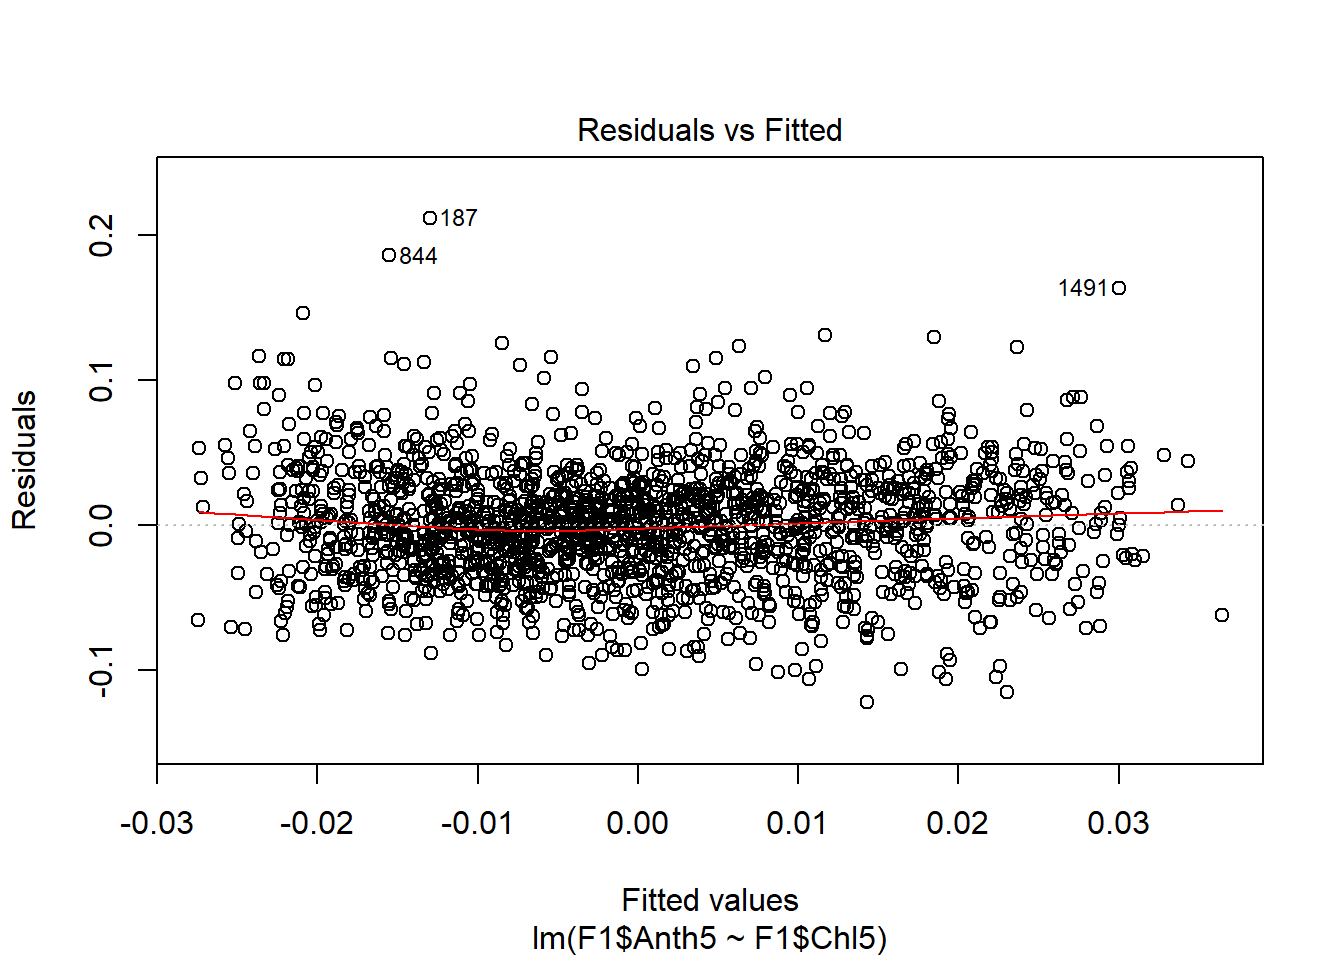 Residuals vs Fitted
Residuals
0.2
0.1
0.0
-0.1
187
844
1491
-0.03 -0.02 -0.01 0.00 0.01 0.02 0.03
Fitted values
lm(F1$Anth5 ~ F1$Chl5)